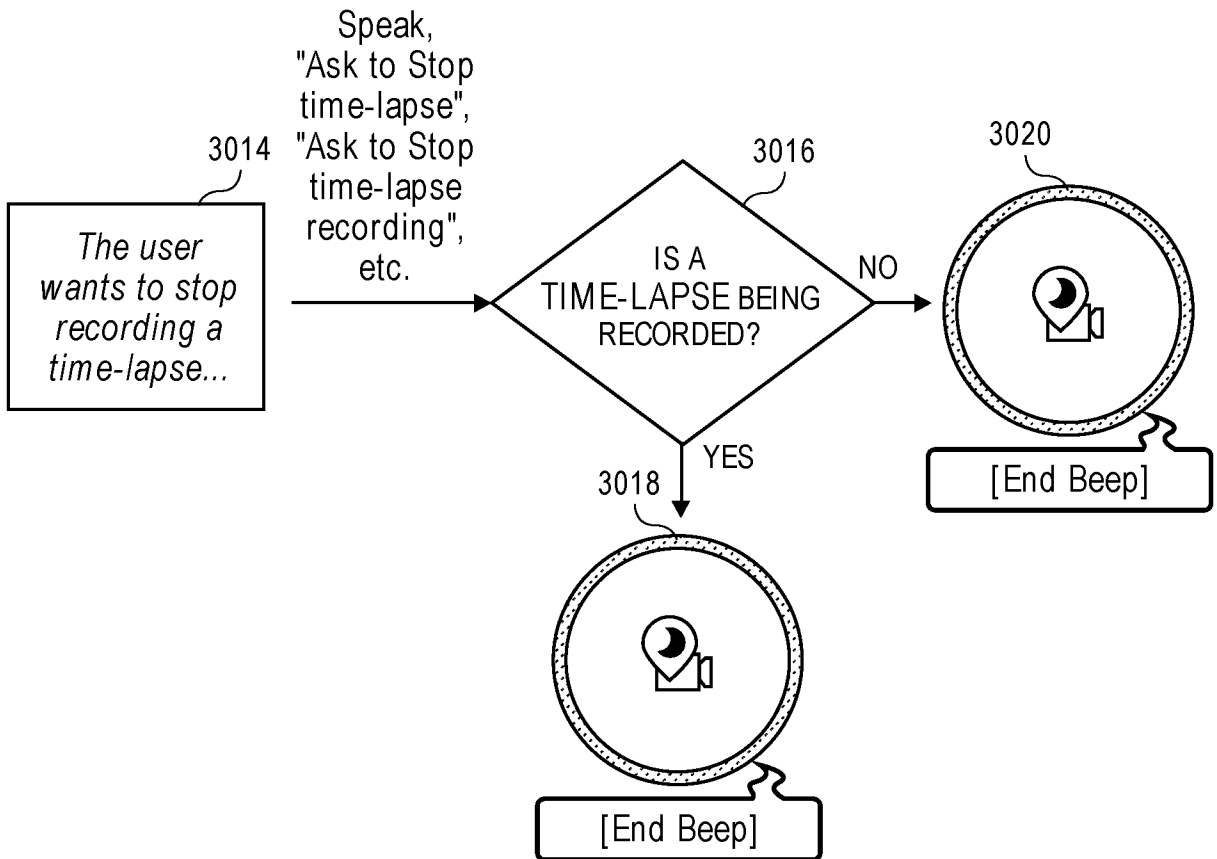 Speak,
"Ask to Stop
time-lapse",
"Ask to Stop
time-lapse
recording",
etc.
3014
The user
wants to stop
recording a
time-lapse...
3016
IS A
TIME-LAPSE BEING
RECORDED?
NO
3020
[End Beep]
YES
3018
[End Beep]